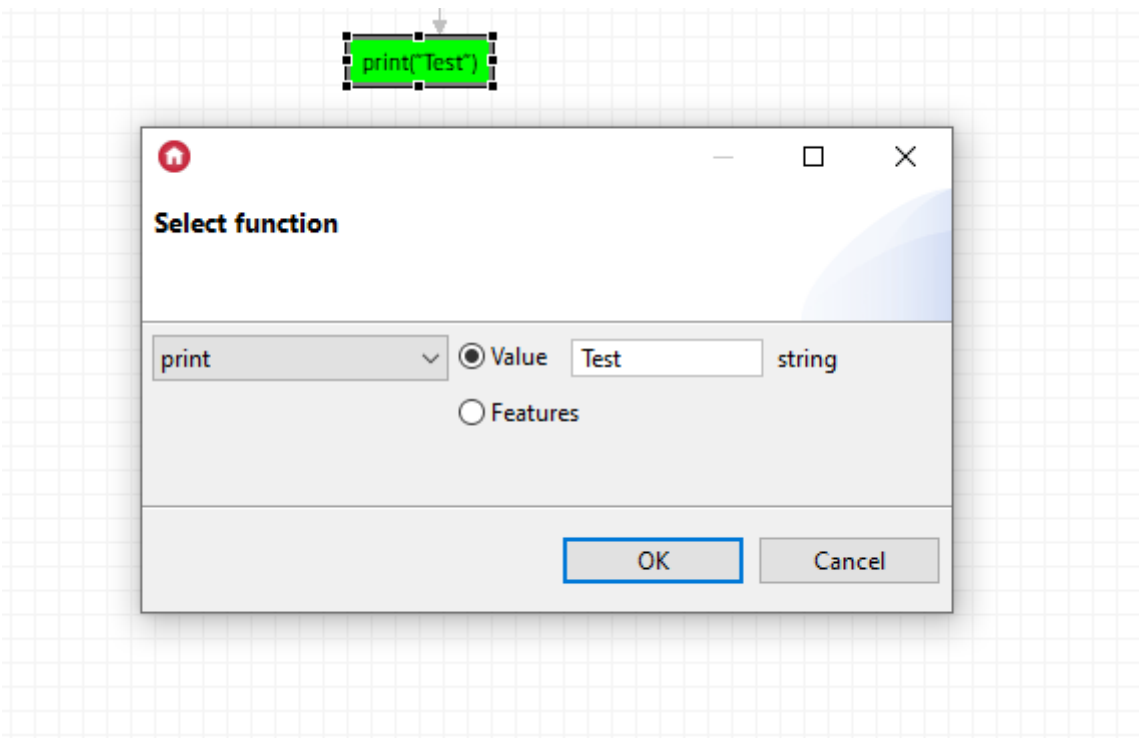 print("Test")
Select function
print
Value
Test
string
Features
OK
Cancel